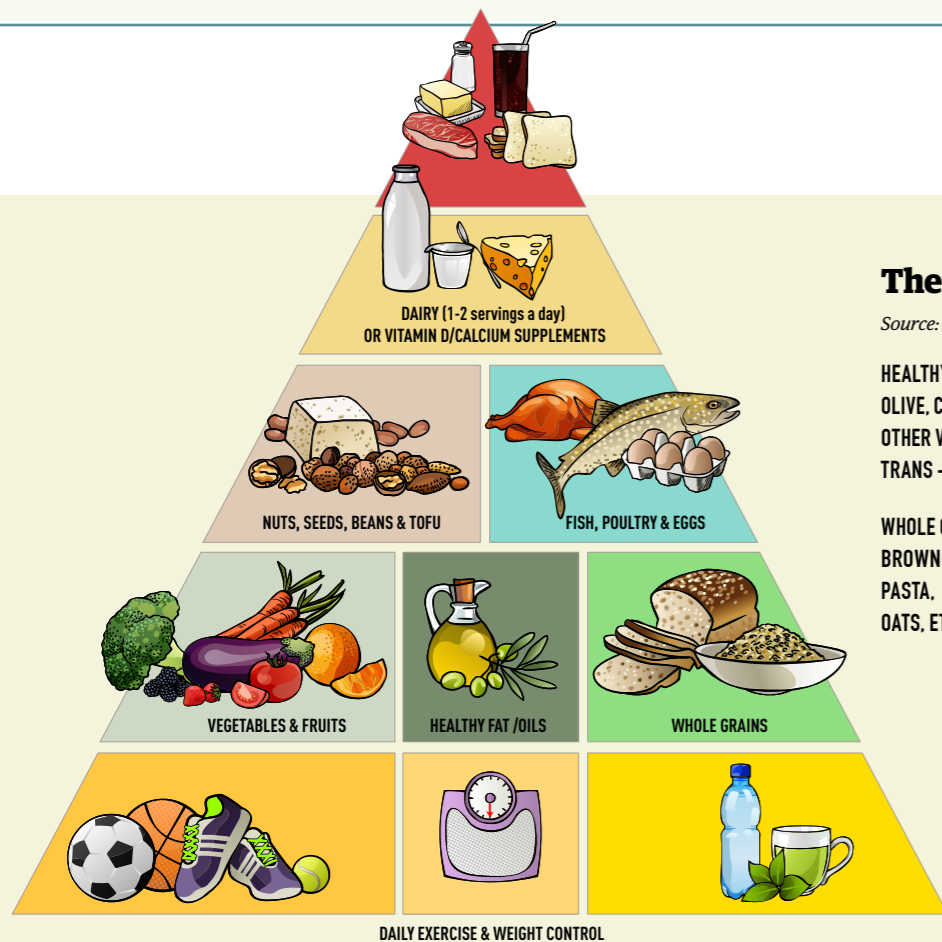 DAIRY (1-2 servings a day)
OR VITAMIN D/CALCIUM SUPPLEMENTS
NUTS, SEEDS, BEANS & TOFU
FISH, POULTRY & EGGS
VEGETABLES & FRUITS
HEALTHY FAT /OILS
WHOLE GRAINS
DAILY EXERCISE & WEIGHT CONTROL
The
Source:
HEALTHY
OLIVE,
OTHER
TRANS -
WHOLE
BROWN
PASTA,
OATS,